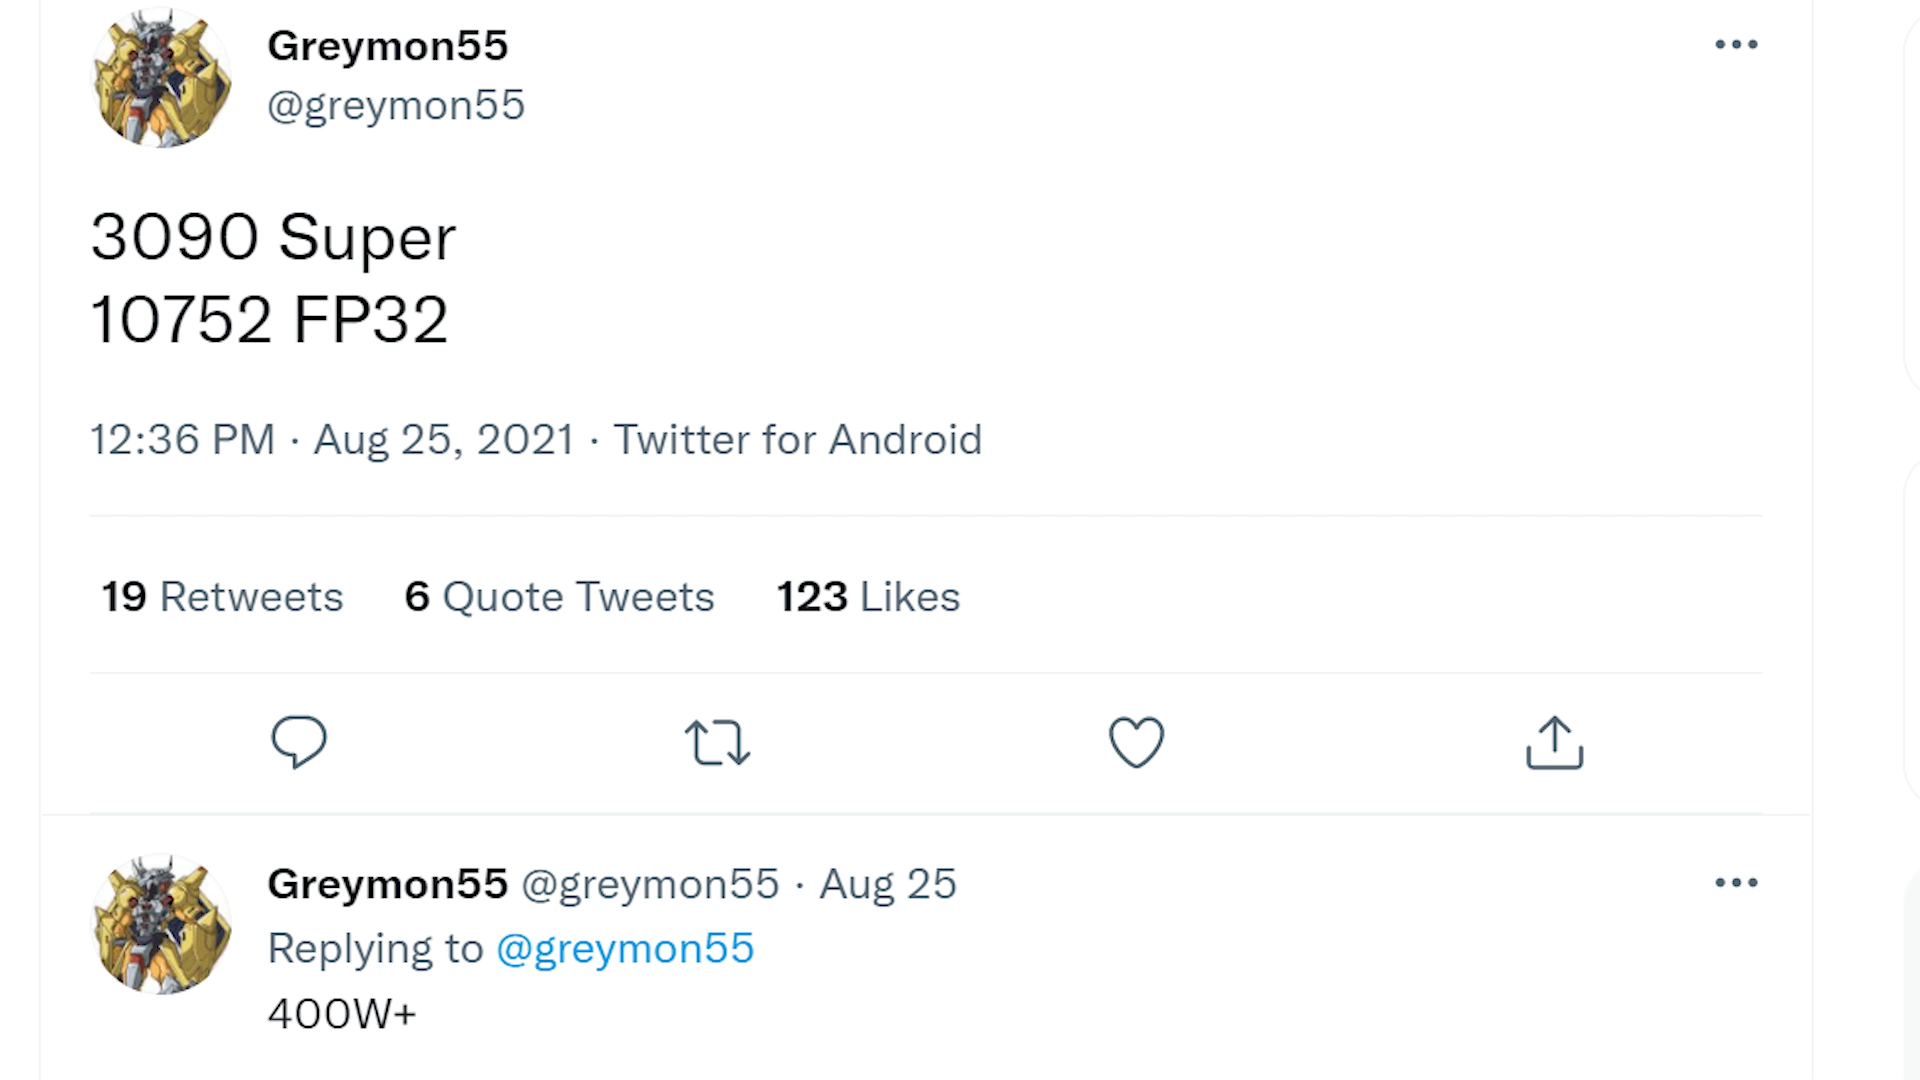 Greymon55
@greymon55
3090 Super
10752 FP32
12:36 PM · Aug 25, 2021 · Twitter for Android
19 Retweets 6 Quote Tweets 123 Likes
Greymon55 @greymon55 · Aug 25
Replying to @greymon55
400W+